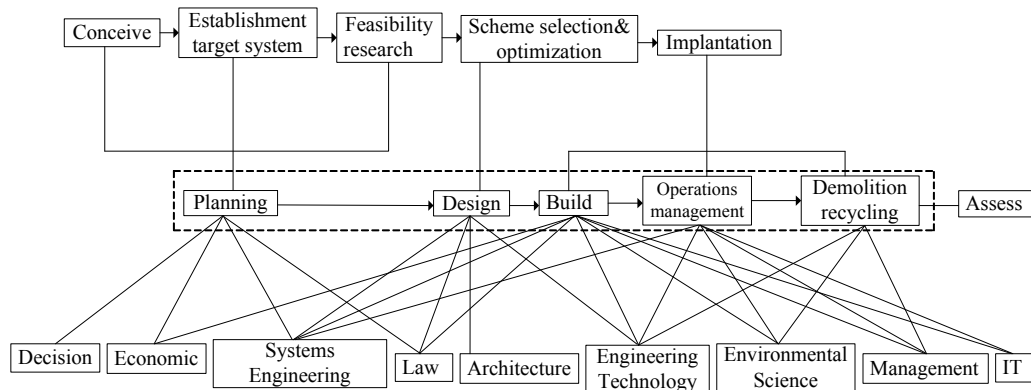 Conceive
Establishment
target system
Feasibility
research
Scheme selection&
optimization
Implantation
Planning
Design
Build
Operations
management
Demolition
recycling
Assess
Decision
Economic
Systems
Engineering
Law
Architecture
Engineering
Technology
Environmental
Science
Management
IT